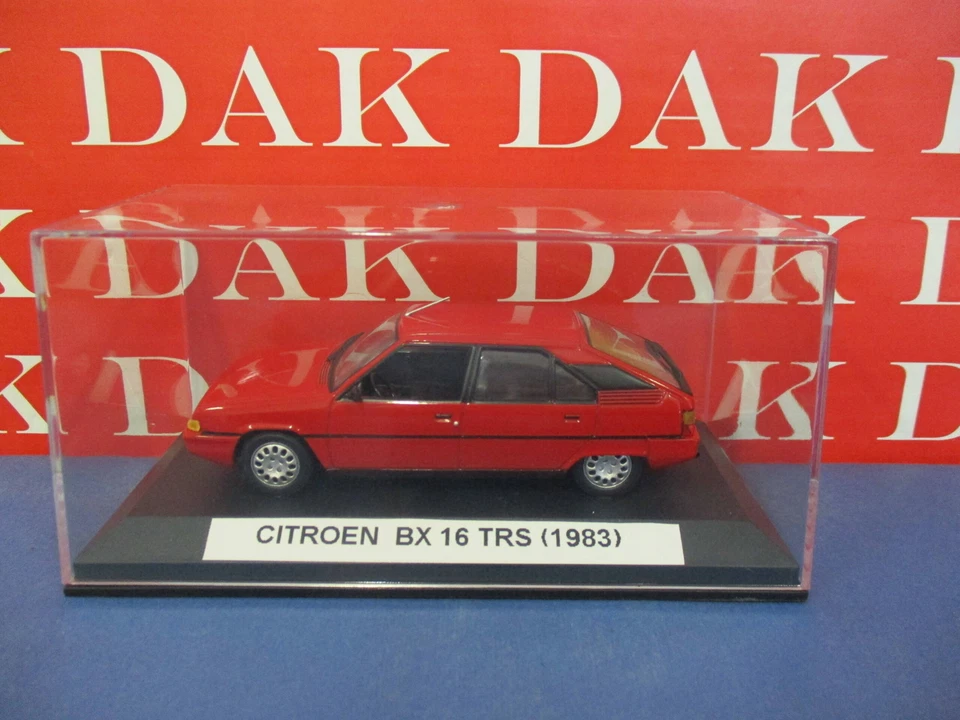 K DAK DAK D
K DAK DAK D
K DAK DAK D
CITROEN BX 16 TRS (1983)